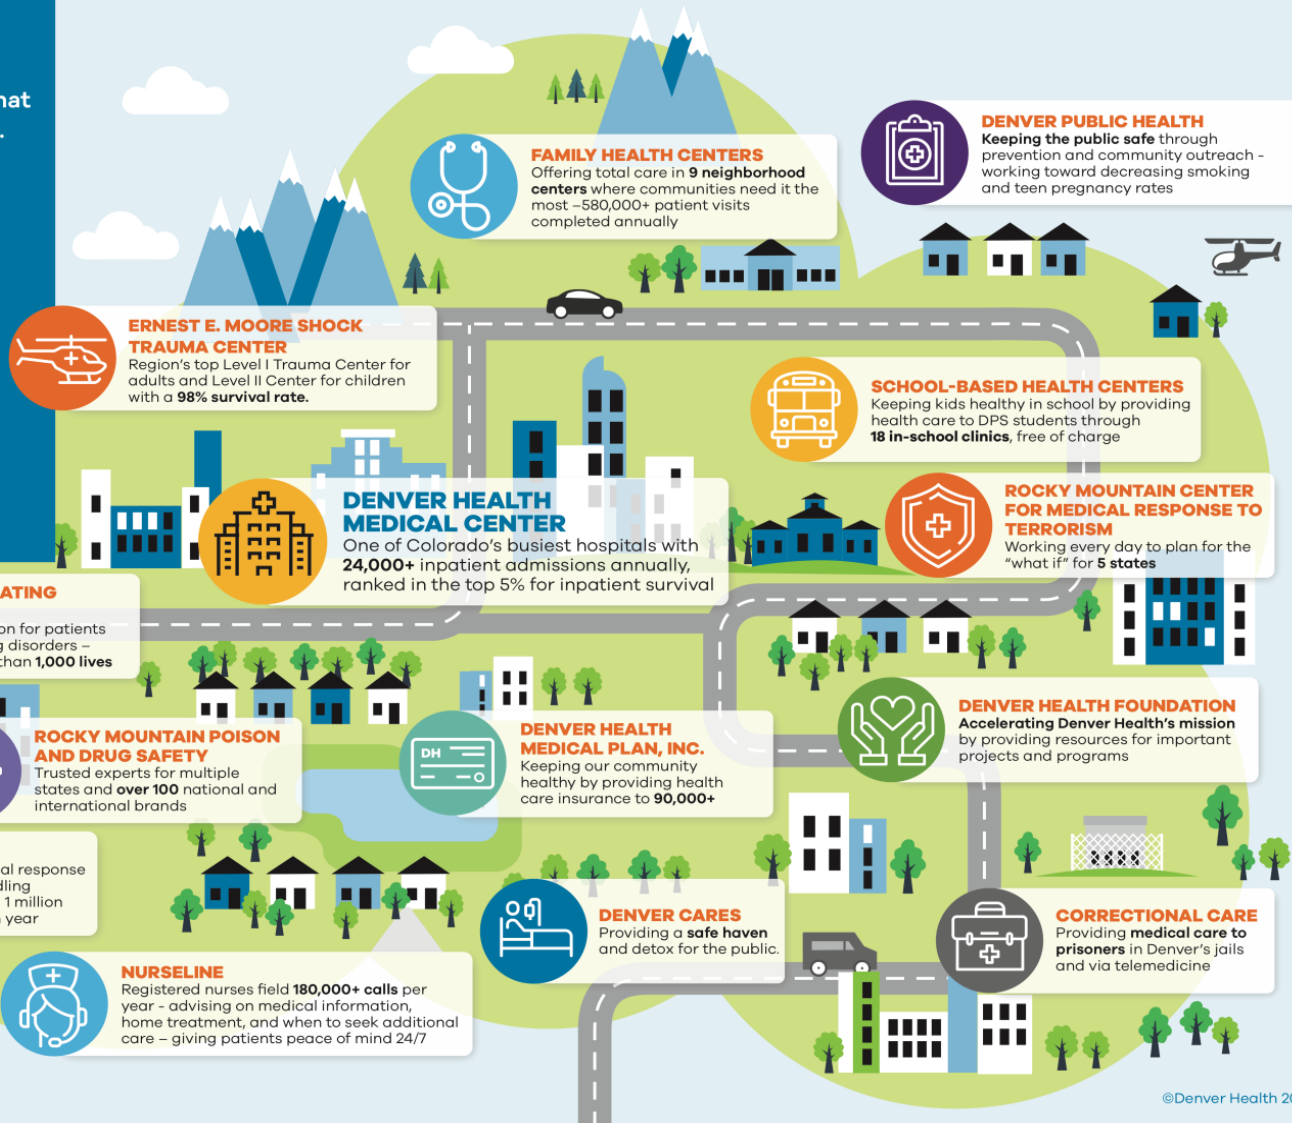 FAMILY HEALTH CENTERS
Offering total care in 9 neighborhood
centers where communities need it the
most –580,000+ patient visits
completed annually
DENVER PUBLIC HEALTH
Keeping the public safe through
prevention and community outreach -
working toward decreasing smoking
and teen pregnancy rates
ERNEST E. MOORE SHOCK
TRAUMA CENTER
Region's top Level I Trauma Center for
adults and Level II Center for children
with a 98% survival rate.
SCHOOL-BASED HEALTH CENTERS
Keeping kids healthy in school by providing
health care to DPS students through
18 in-school clinics, free of charge
DENVER HEALTH
MEDICAL CENTER
One of Colorado's busiest hospitals with
24,000+ inpatient admissions annually,
ranked in the top 5% for inpatient survival
ROCKY MOUNTAIN CENTER
FOR MEDICAL RESPONSE TO
TERRORISM
Working every day to plan for the
"what if" for 5 states
ATING
on for patients
disorders –
than 1,000 lives
ROCKY MOUNTAIN POISON
AND DRUG SAFETY
Trusted experts for multiple
states and over 100 national and
international brands
DH
DENVER HEALTH
MEDICAL PLAN, INC.
Keeping our community
healthy by providing health
care insurance to 90,000+
DENVER HEALTH FOUNDATION
Accelerating Denver Health's mission
by providing resources for important
projects and programs
al response
dling
1 million
year
DENVER CARES
Providing a safe haven
and detox for the public.
CORRECTIONAL CARE
Providing medical care to
prisoners in Denver's jails
and via telemedicine
NURSELINE
Registered nurses field 180,000+ calls per
year - advising on medical information,
home treatment, and when to seek additional
care – giving patients peace of mind 24/7
©Denver Health 20